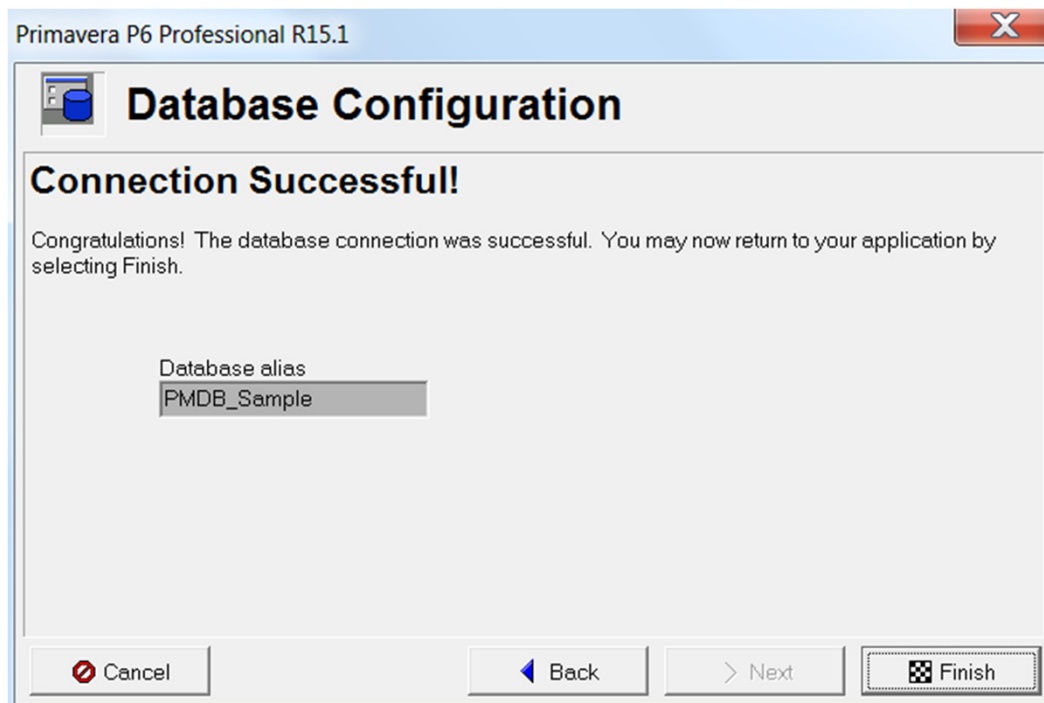 Primavera P6 Professional R15.1
Database Configuration
Connection Successful!
Congratulations!  The database connection was successful.  You may now return to your application by
selecting Finish.
Database alias
PMDB_Sample
Cancel
Back
Next
Finish